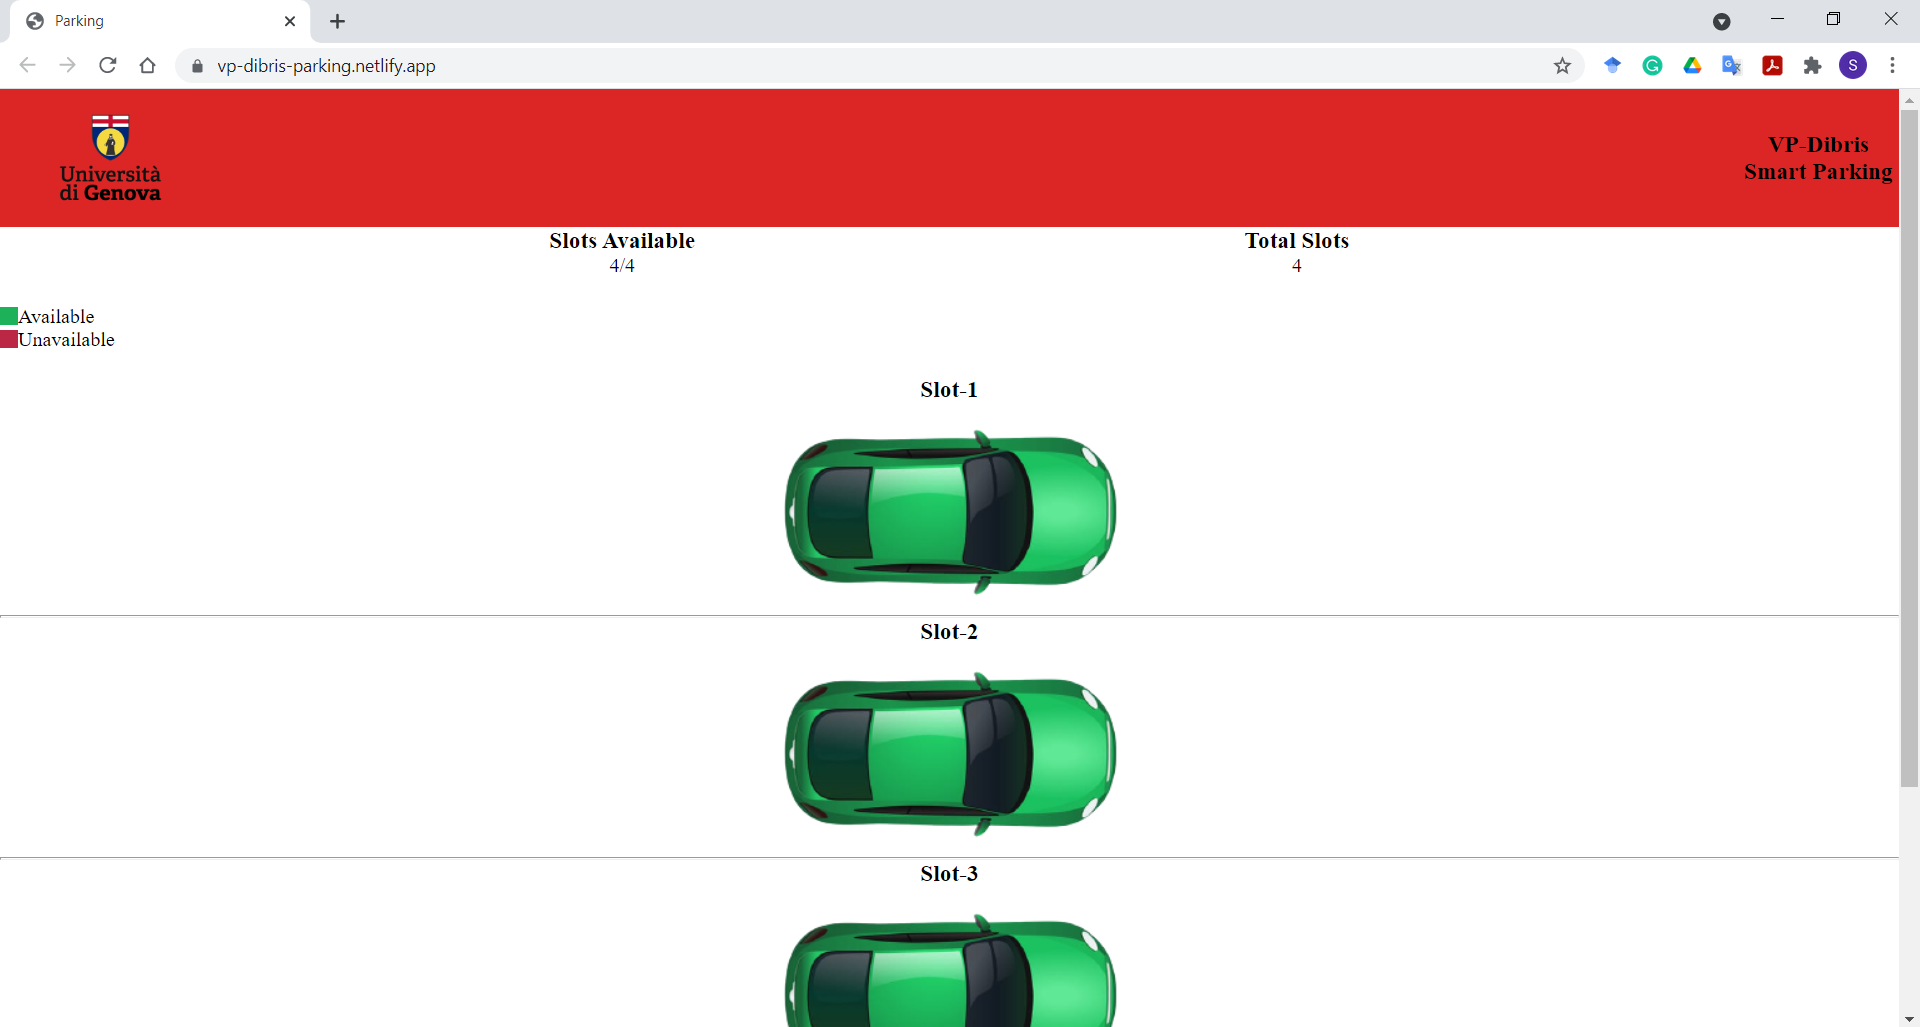 Parking
vp-dibris-parking.netlify.app
S
Università
di Genova
VP-Dibris
Smart Parking
Slots Available
4/4
Total Slots
4
Available
Unavailable
Slot-1
Slot-2
Slot-3